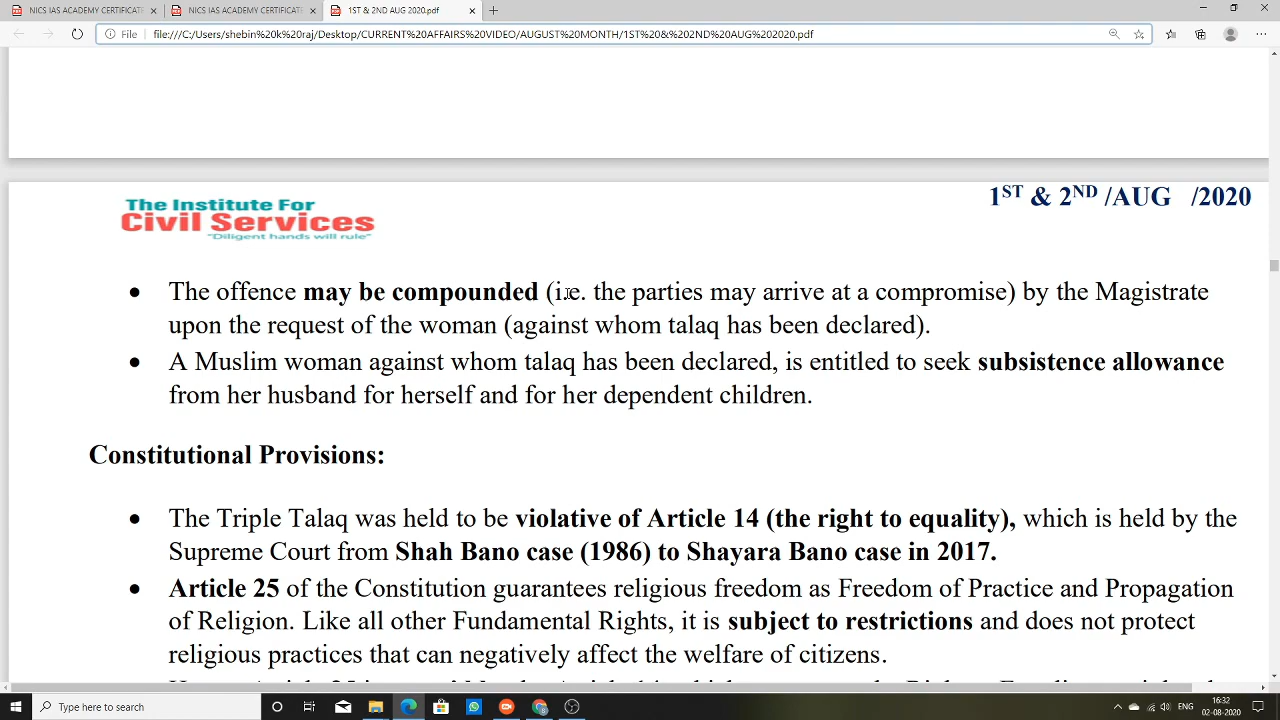 NICS IAS ACADEMY CERTIFICATE
NICS IAS ACADEMY CERTIFICATE
1ST & 2ND AUG 2020.pdf
File
file:///C:/Users/shebin%20k%20raj/Desktop/CURRENT%20AFFAIRS%20VIDEO/AUGUST%20MONTH/1ST%20&%202ND%20AUG%202020.pdf
1ST & 2ND /AUG /2020
The Institute For
Civil Services
"Diligent hands will rule"
• The offence may be compounded (i.e. the parties may arrive at a compromise) by the Magistrate
upon the request of the woman (against whom talaq has been declared).
• A Muslim woman against whom talaq has been declared, is entitled to seek subsistence allowance
from her husband for herself and for her dependent children.
Constitutional Provisions:
• The Triple Talaq was held to be violative of Article 14 (the right to equality), which is held by the
Supreme Court from Shah Bano case (1986) to Shayara Bano case in 2017.
• Article 25 of the Constitution guarantees religious freedom as Freedom of Practice and Propagation
of Religion. Like all other Fundamental Rights, it is subject to restrictions and does not protect
religious practices that can negatively affect the welfare of citizens.
Type here to search
ENG
16:32
02-08-2020